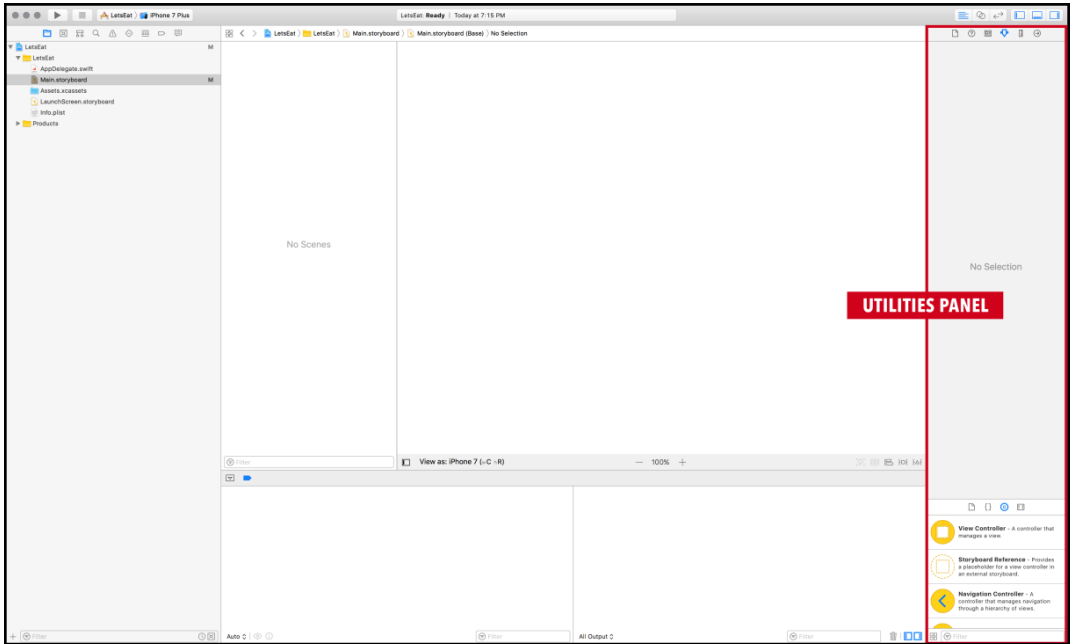 LetsEat
iPhone 7 Plus
LetsEat: Ready | Today at 7:15 PM
LetsEat
LetsEat
Main.storyboard
Main.storyboard (Base)
No Selection
LetsEat
M
LetsEat
AppDelegate.swift
Main.storyboard
M
Assets.xcassets
LaunchScreen.storyboard
Info.plist
Products
No Scenes
No Selection
UTILITIES PANEL
Filter
View as: iPhone 7 (wC hR)
100%
View Controller - A controller that
manages a view.
Storyboard Reference - Provides
a placeholder for a view controller in
an external storyboard.
Navigation Controller - A
controller that manages navigation
through a hierarchy of views.
Filter
Auto
Filter
All Output
Filter
Filter